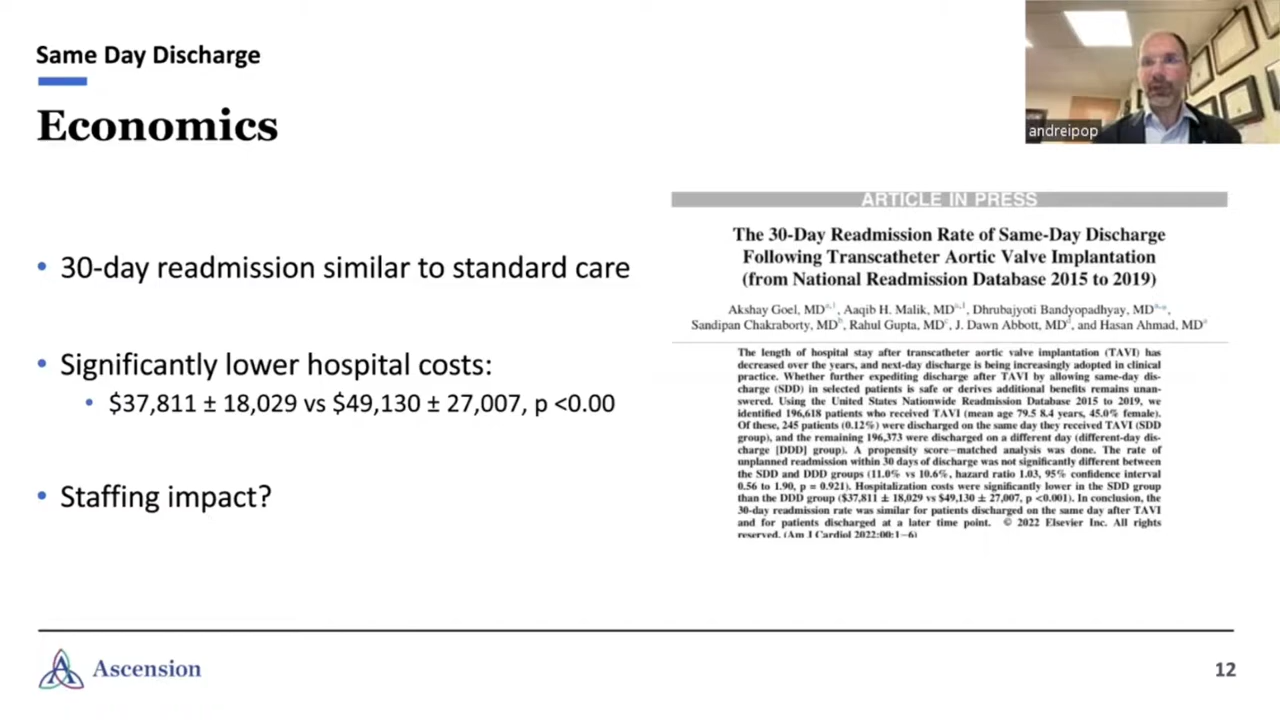 Same Day Discharge
Economics
andreipop
• 30-day readmission similar to standard care
• Significantly lower hospital costs:
• $37,811 ± 18,029 vs $49,130 ± 27,007, p <0.00
• Staffing impact?
ARTICLE IN PRESS
The 30-Day Readmission Rate of Same-Day Discharge
Following Transcatheter Aortic Valve Implantation
(from National Readmission Database 2015 to 2019)
Akshay Goel, MD, Aaqib H. Malik, MD, Dhrubajyoti Bandyopadhyay, MD,
Sandipan Chakraborty, MD, Rahul Gupta, MD, J. Dawn Abbott, MD, and Hasan Ahmad, MD
The length of hospital stay after transcatheter aortic valve implantation (TAVI) has
decreased over the years, and next-day discharge is being increasingly adopted in clinical
practice. Whether further expediting discharge after TAVI by allowing same-day dis-
charge (SDD) in selected patients is safe or derives additional benefits remains unan-
swered. Using the United States Nationwide Readmission Database 2015 to 2019, we
identified 196,618 patients who received TAVI (mean age 79.5 8.4 years, 45.0% female).
Of these, 245 patients (0.12%) were discharged on the same day they received TAVI (SDD
group), and the remaining 196,373 were discharged on a different day (different-day dis-
charge [DDD] group). A propensity score−matched analysis was done. The rate of
unplanned readmission within 30 days of discharge was not significantly different between
the SDD and DDD groups (11.0% vs 10.6%, hazard ratio 1.03, 95% confidence interval
0.56 to 1.90, p = 0.921). Hospitalization costs were significantly lower in the SDD group
than the DDD group ($37,811 ± 18,029 vs $49,130 ± 27,007, p <0.001). In conclusion, the
30-day readmission rate was similar for patients discharged on the same day after TAVI
and for patients discharged at a later time point. © 2022 Elsevier Inc. All rights
reserved. (Am J Cardiol 2022;00:1−6)
Ascension
12